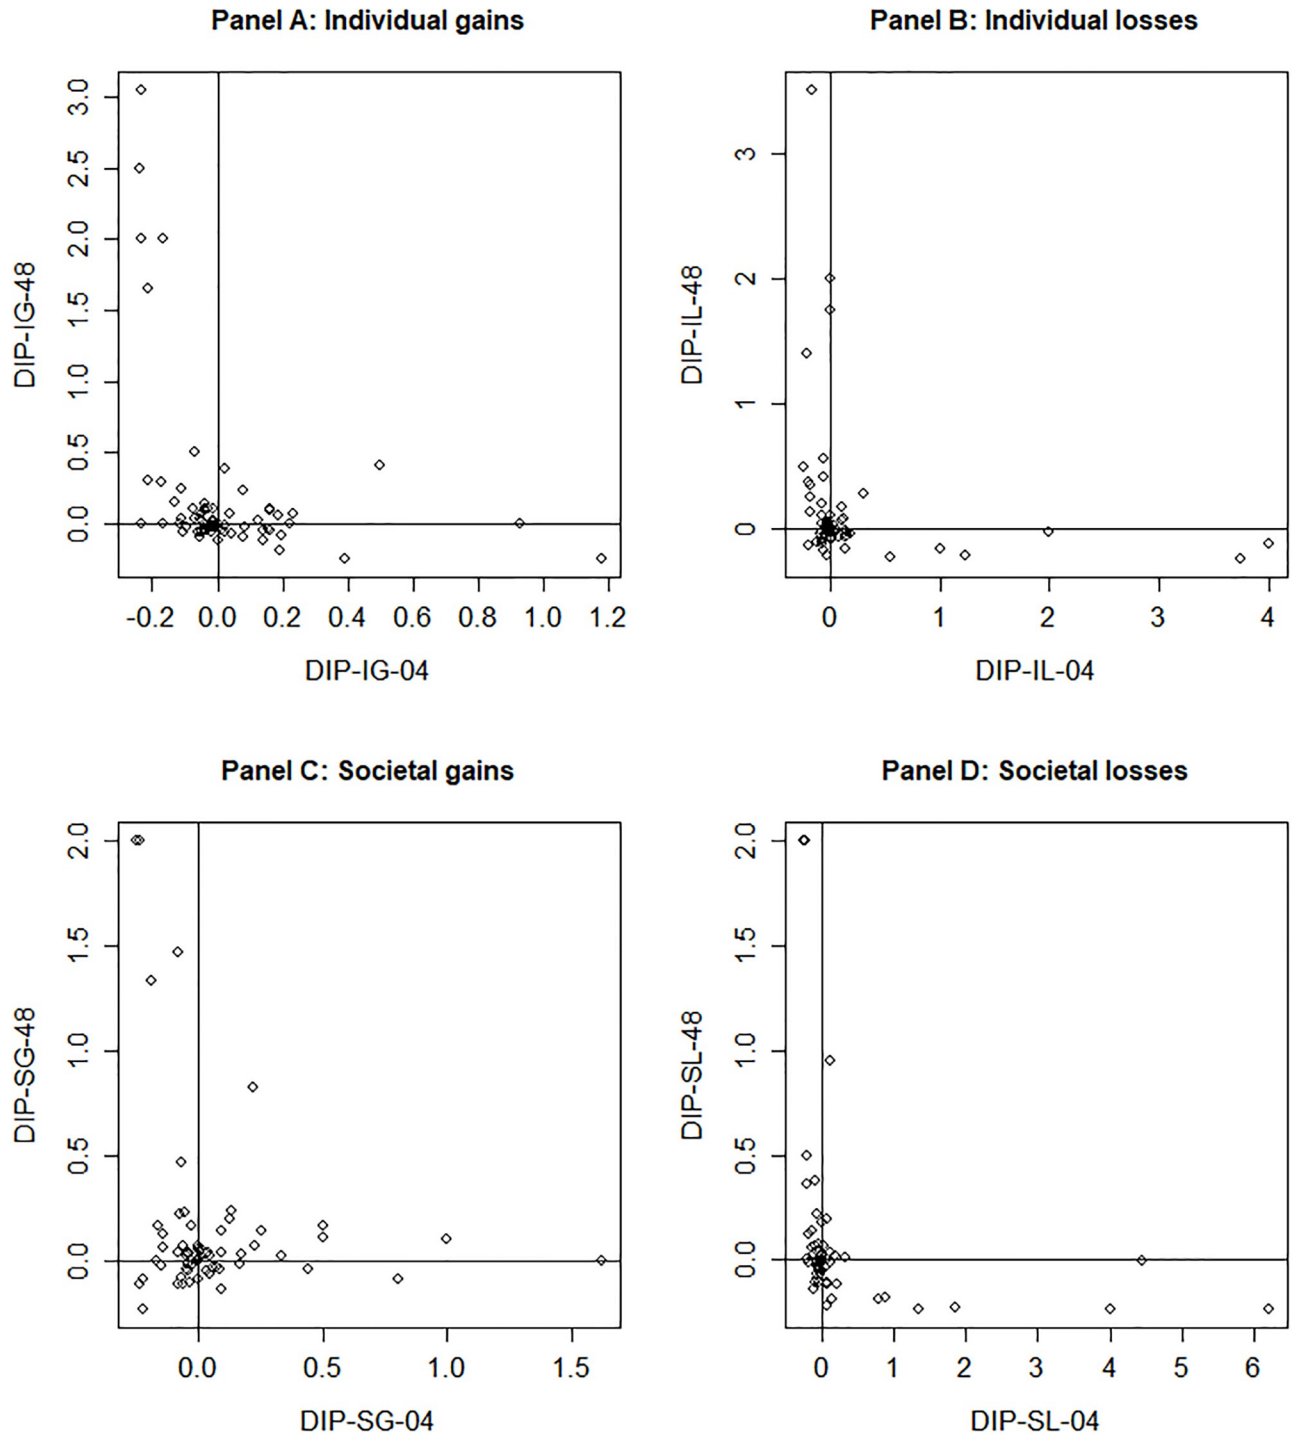 Panel A: Individual gains
DIP-IG-48
3.0
2.5
2.0
1.5
1.0
0.5
0.0
-0.2 0.0 0.2 0.4 0.6 0.8 1.0 1.2
DIP-IG-04
Panel B: Individual losses
DIP-IL-48
3
2
1
0
0 1 2 3 4
DIP-IL-04
Panel C: Societal gains
DIP-SG-48
2.0
1.5
1.0
0.5
0.0
0.0 0.5 1.0 1.5
DIP-SG-04
Panel D: Societal losses
DIP-SL-48
2.0
1.5
1.0
0.5
0.0
0 1 2 3 4 5 6
DIP-SL-04